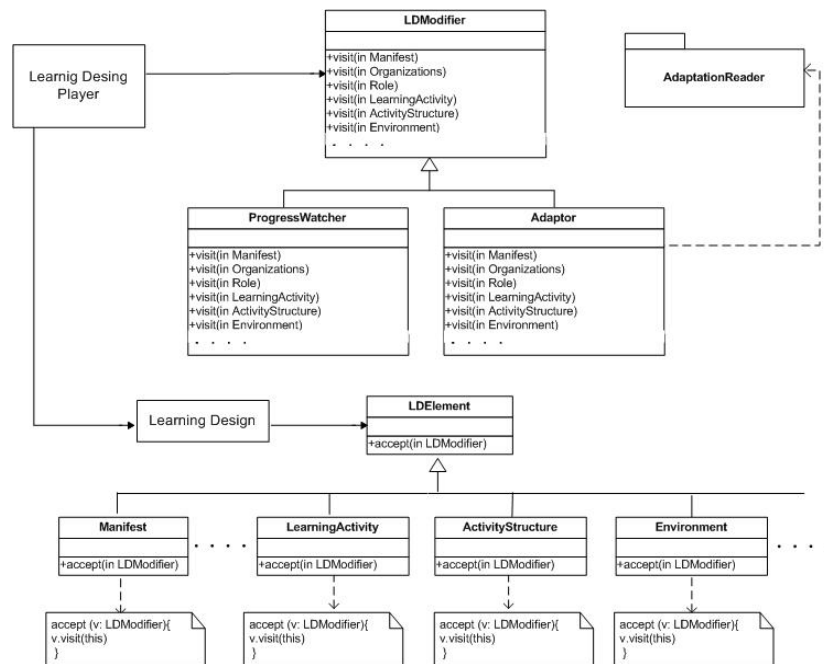 LDModifier
+visit(in Manifest)
+visit(in Organizations)
+visit(in Role)
+visit(in LearningActivity)
+visit(in ActivityStructure)
+visit(in Environment)
. . . .
Learnig Desing
Player
AdaptationReader
ProgressWatcher
+visit(in Manifest)
+visit(in Organizations)
+visit(in Role)
+visit(in LearningActivity)
+visit(in ActivityStructure)
+visit(in Environment)
. . . .
Adaptor
+visit(in Manifest)
+visit(in Organizations)
+visit(in Role)
+visit(in LearningActivity)
+visit(in ActivityStructure)
+visit(in Environment)
. . . .
Learning Design
LDElement
+accept(in LDModifier)
Manifest
+accept(in LDModifier)
. . . .
LearningActivity
+accept(in LDModifier)
ActivityStructure
+accept(in LDModifier)
Environment
+accept(in LDModifier)
. . .
accept (v: LDModifier){
v.visit(this)
}
accept (v: LDModifier){
v.visit(this)
}
accept (v: LDModifier){
v.visit(this)
}
accept (v: LDModifier){
v.visit(this)
}